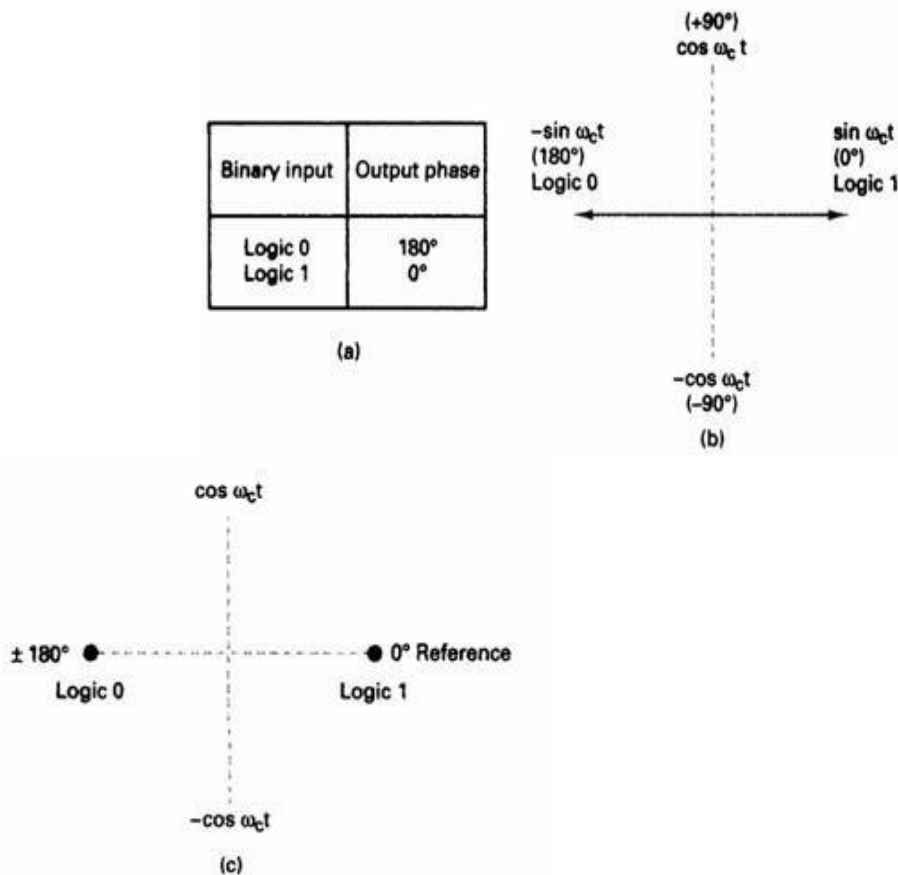 Binary input Output phase
Logic 0 180°
Logic 1 0°
(a)
(+90°)
cos ωct
–sin ωct
(180°)
Logic 0
sin ωct
(0°)
Logic 1
–cos ωct
(–90°)
(b)
cos ωct
± 180°
Logic 0
0° Reference
Logic 1
–cos ωct
(c)